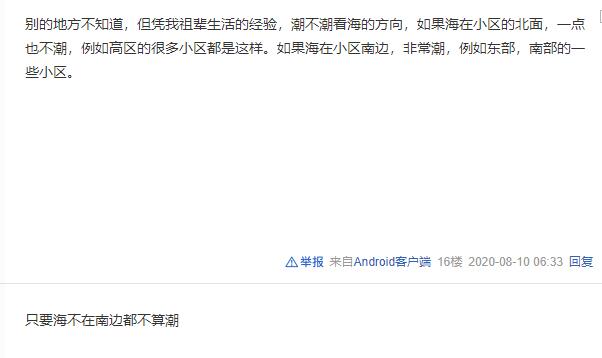 别的地方不知道，但凭我祖辈生活的经验，潮不潮看海的方向，如果海在小区的北面，一点
也不潮，例如高区的很多小区都是这样。如果海在小区南边，非常潮，例如东部，南部的一
些小区。
举报 来自Android客户端 16楼 2020-08-10 06:33 回复
只要海不在南边都不算潮